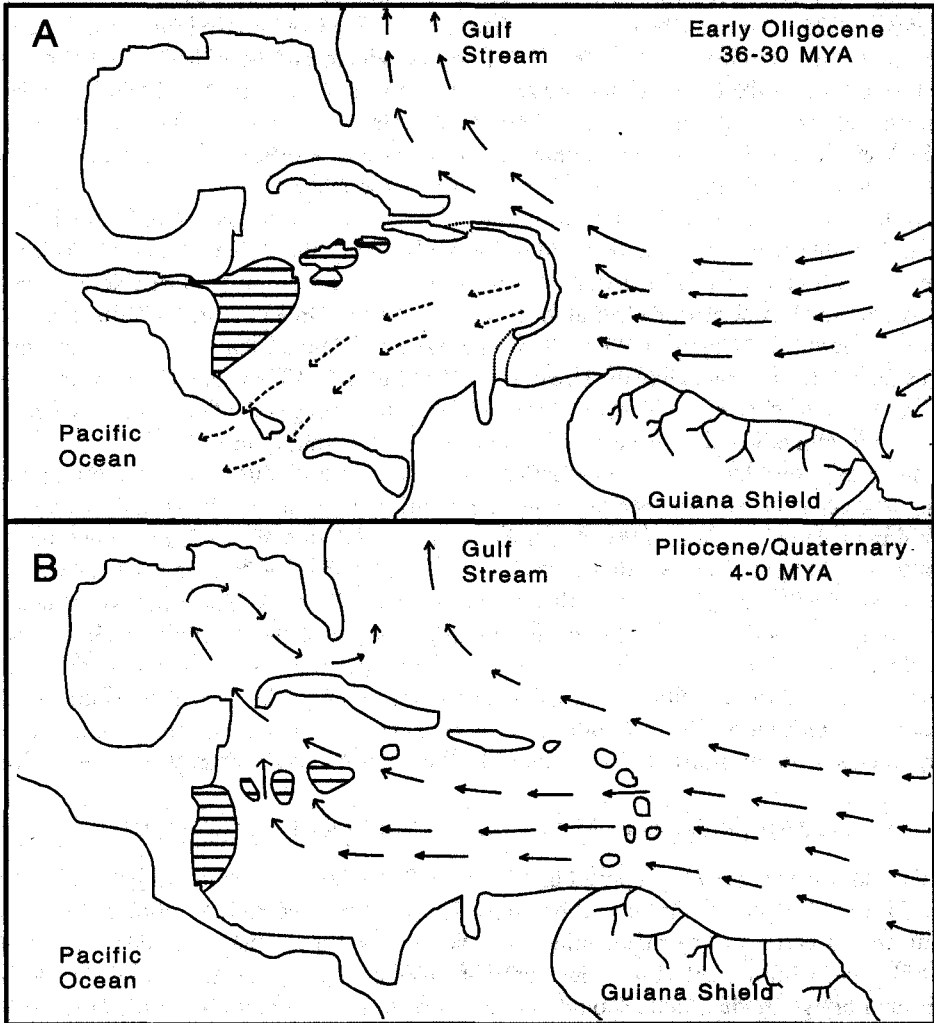 A
Gulf
Stream
Early Oligocene
36-30 MYA
Pacific
Ocean
Guiana Shield
B
Gulf
Stream
Pliocene/Quaternary
4-0 MYA
Pacific
Ocean
Guiana Shield